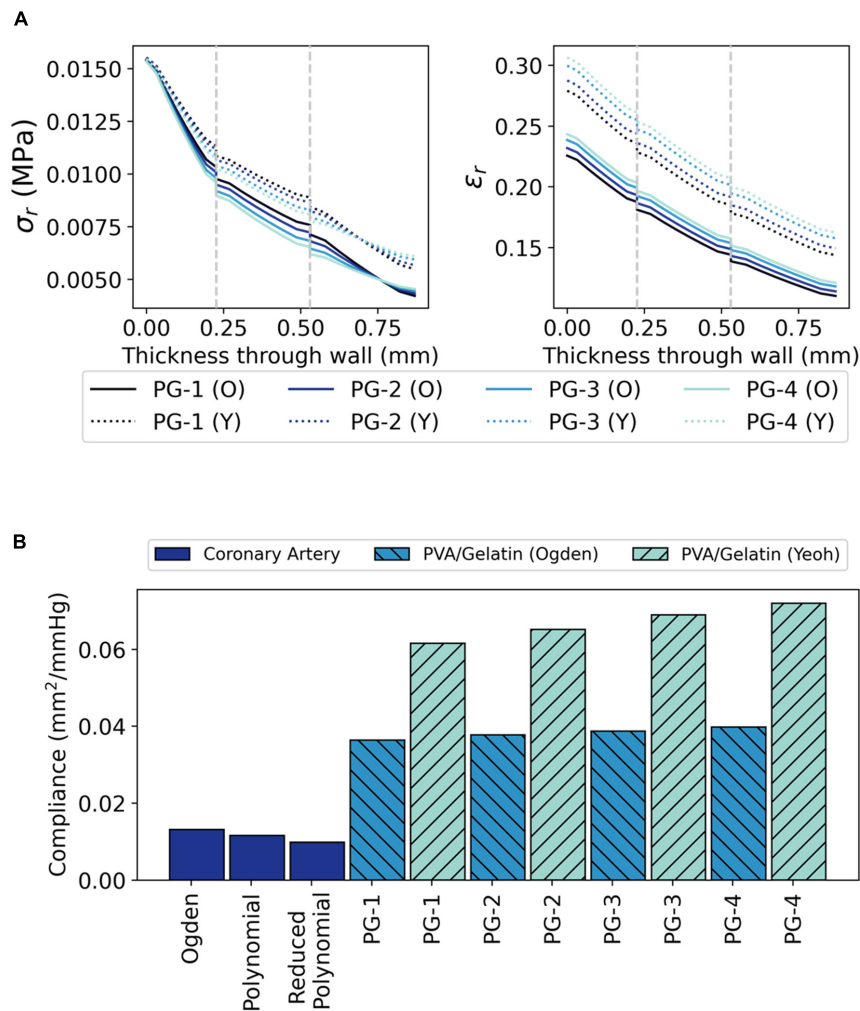 A
0.0150
0.0125
0.0100
0.0075
0.0050
σr (MPa)
0.00 0.25 0.50 0.75
Thickness through wall (mm)
0.30
0.25
0.20
0.15
εr
0.00 0.25 0.50 0.75
Thickness through wall (mm)
PG-1 (O) PG-2 (O) PG-3 (O) PG-4 (O)
PG-1 (Y) PG-2 (Y) PG-3 (Y) PG-4 (Y)
B
Coronary Artery PVA/Gelatin (Ogden) PVA/Gelatin (Yeoh)
0.06
0.04
0.02
0.00
Compliance (mm²/mmHg)
Ogden
Polynomial
Reduced
Polynomial
PG-1
PG-1
PG-2
PG-2
PG-3
PG-3
PG-4
PG-4